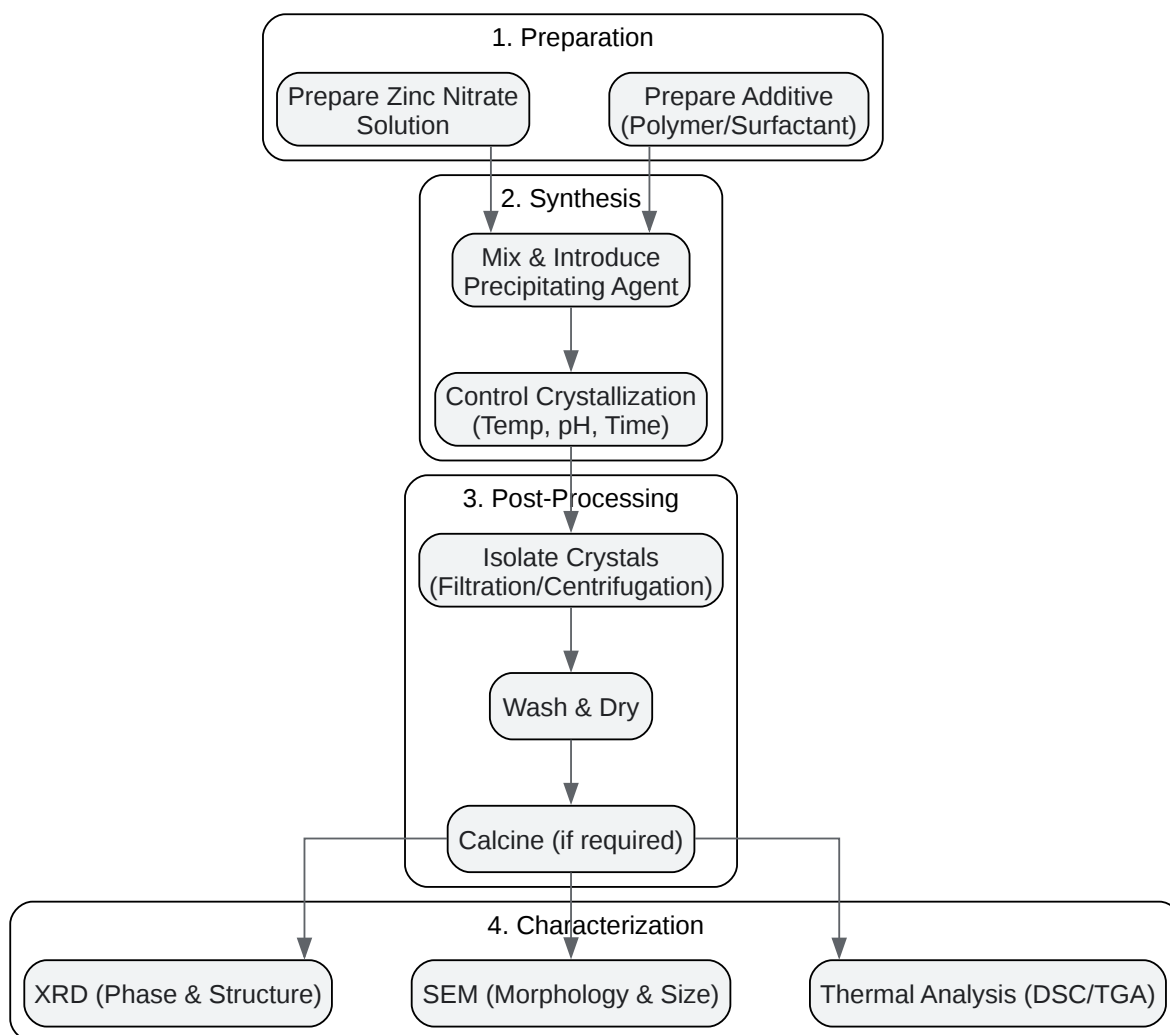 1. Preparation
Prepare Zinc Nitrate
Solution
Prepare Additive
(Polymer/Surfactant)
2. Synthesis
Mix & Introduce
Precipitating Agent
Control Crystallization
(Temp, pH, Time)
3. Post-Processing
Isolate Crystals
(Filtration/Centrifugation)
Wash & Dry
Calcine (if required)
4. Characterization
XRD (Phase & Structure)
SEM (Morphology & Size)
Thermal Analysis (DSC/TGA)